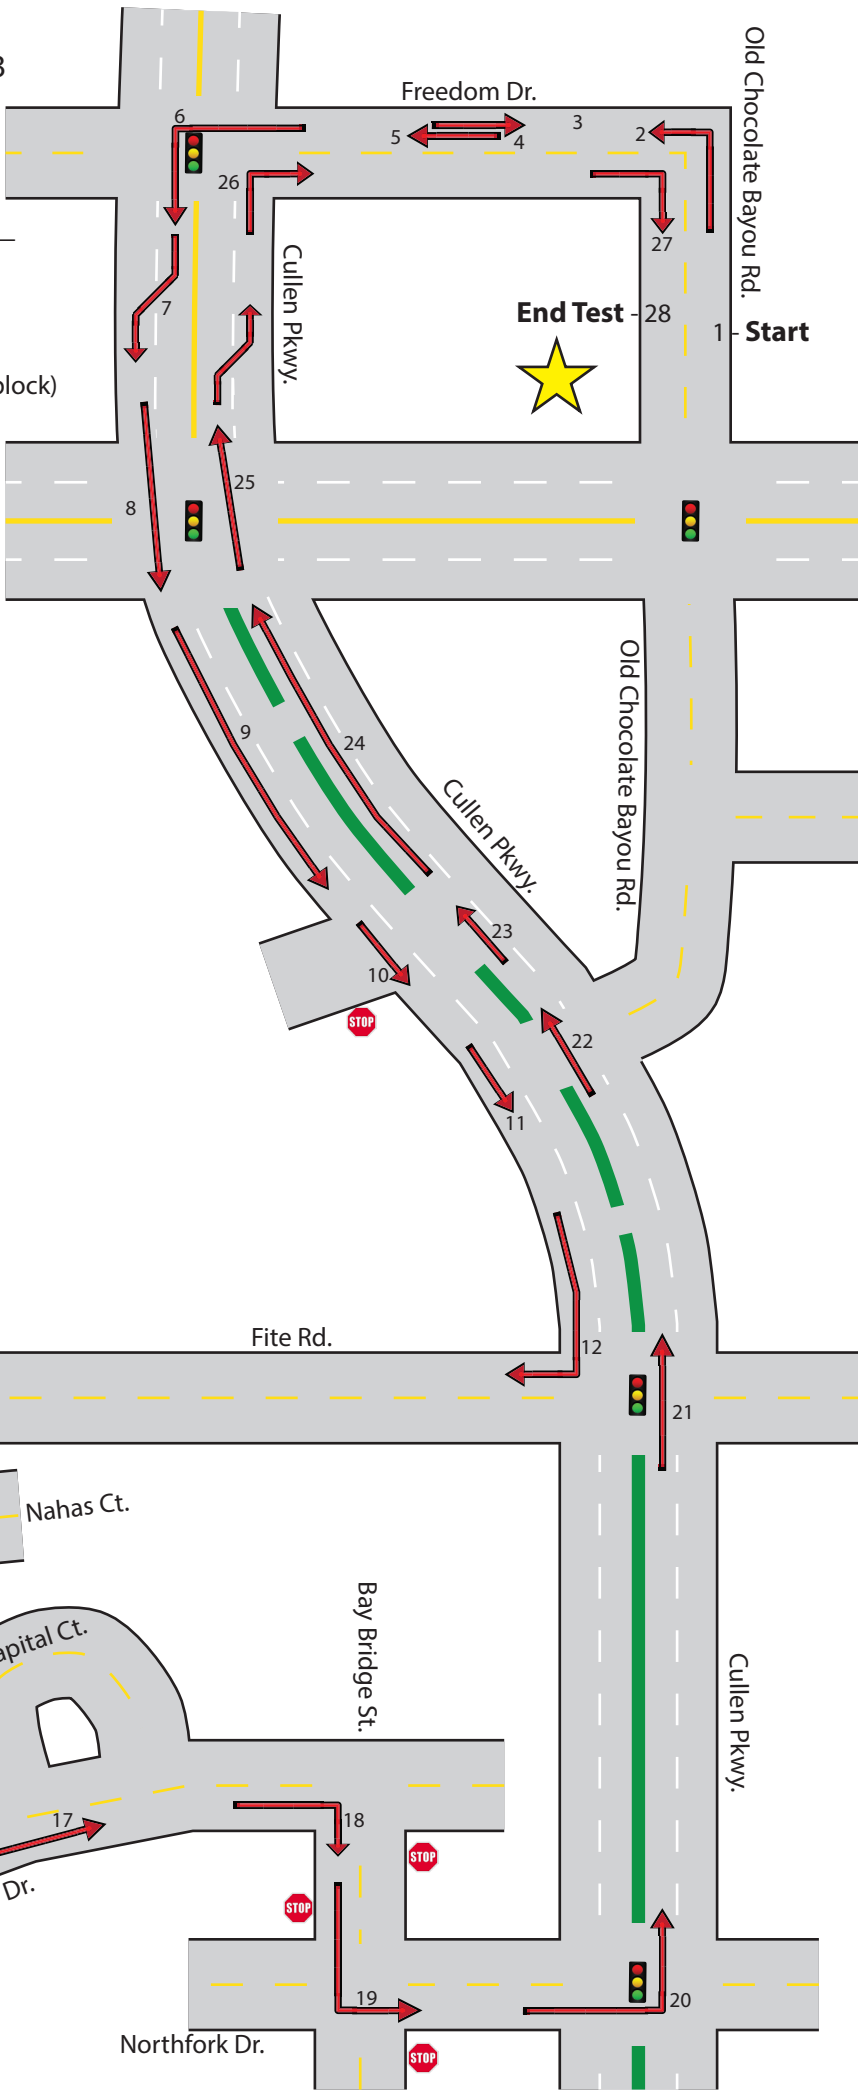 3
Freedom Dr.
Old Chocolate Bayou Rd.
6
5
4
3
2
26
27
Cullen Pkwy.
7
End Test - 28
1 - Start
block)
8
25
9
24
Old Chocolate Bayou Rd.
Cullen Pkwy.
23
10
STOP
22
11
Fite Rd.
12
21
Nahas Ct.
apital Ct.
Bay Bridge St.
Cullen Pkwy.
17
18
STOP
Dr.
STOP
19
20
Northfork Dr.
STOP